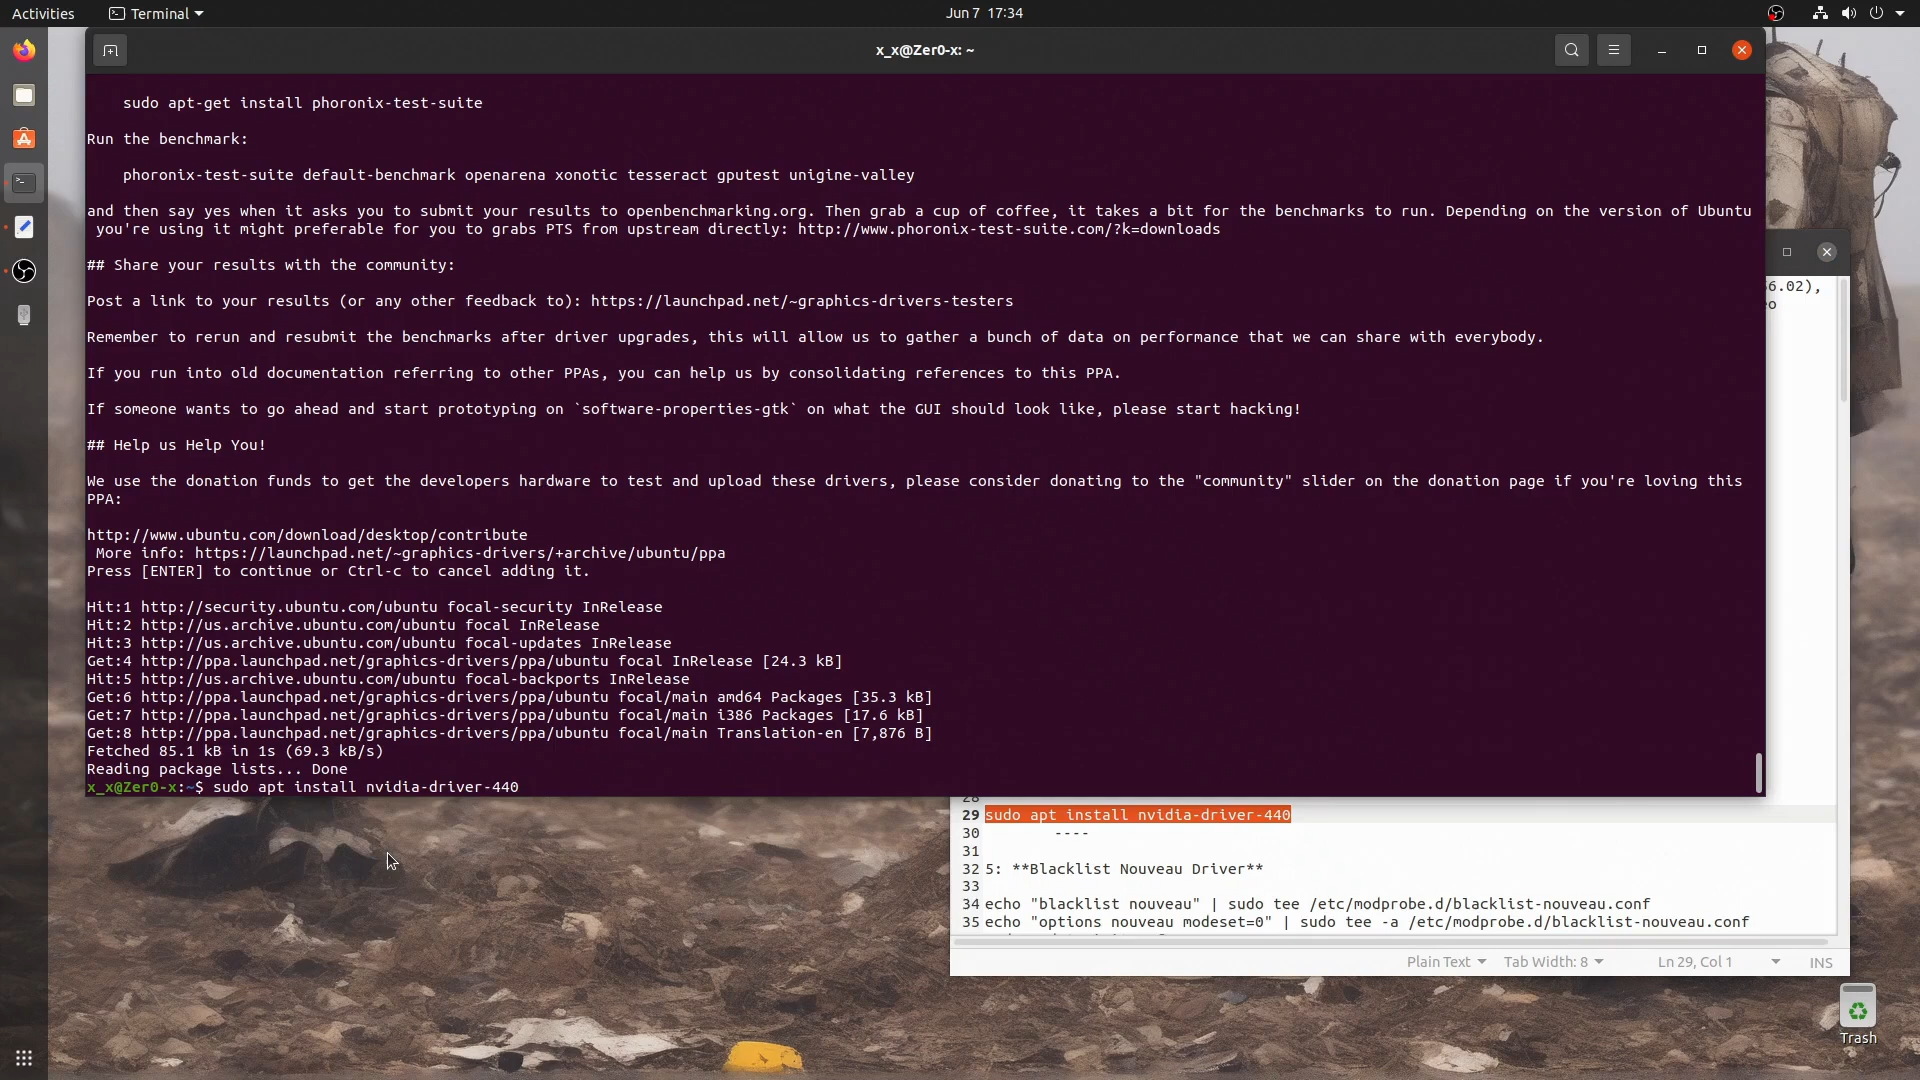 Activities
Terminal
Jun 7 17:34
x_x@Zer0-x: ~
sudo apt-get install phoronix-test-suite
Run the benchmark:
phoronix-test-suite default-benchmark openarena xonotic tesseract gputest unigine-valley
and then say yes when it asks you to submit your results to openbenchmarking.org. Then grab a cup of coffee, it takes a bit for the benchmarks to run. Depending on the version of Ubuntu
you're using it might preferable for you to grabs PTS from upstream directly: http://www.phoronix-test-suite.com/?k=downloads
## Share your results with the community:
Post a link to your results (or any other feedback to): https://launchpad.net/~graphics-drivers-testers
Remember to rerun and resubmit the benchmarks after driver upgrades, this will allow us to gather a bunch of data on performance that we can share with everybody.
If you run into old documentation referring to other PPAs, you can help us by consolidating references to this PPA.
If someone wants to go ahead and start prototyping on `software-properties-gtk` on what the GUI should look like, please start hacking!
## Help us Help You!
We use the donation funds to get the developers hardware to test and upload these drivers, please consider donating to the "community" slider on the donation page if you're loving this
PPA:
http://www.ubuntu.com/download/desktop/contribute
More info: https://launchpad.net/~graphics-drivers/+archive/ubuntu/ppa
Press [ENTER] to continue or Ctrl-c to cancel adding it.
Hit:1 http://security.ubuntu.com/ubuntu focal-security InRelease
Hit:2 http://us.archive.ubuntu.com/ubuntu focal InRelease
Hit:3 http://us.archive.ubuntu.com/ubuntu focal-updates InRelease
Get:4 http://ppa.launchpad.net/graphics-drivers/ppa/ubuntu focal InRelease [24.3 kB]
Hit:5 http://us.archive.ubuntu.com/ubuntu focal-backports InRelease
Get:6 http://ppa.launchpad.net/graphics-drivers/ppa/ubuntu focal/main amd64 Packages [35.3 kB]
Get:7 http://ppa.launchpad.net/graphics-drivers/ppa/ubuntu focal/main i386 Packages [17.6 kB]
Get:8 http://ppa.launchpad.net/graphics-drivers/ppa/ubuntu focal/main Translation-en [7,876 B]
Fetched 85.1 kB in 1s (69.3 kB/s)
Reading package lists... Done
x_x@Zer0-x:~$ sudo apt install nvidia-driver-440
6.02),
28
29 sudo apt install nvidia-driver-440
30 ----
31
32 5: **Blacklist Nouveau Driver**
33
34 echo "blacklist nouveau" | sudo tee /etc/modprobe.d/blacklist-nouveau.conf
35 echo "options nouveau modeset=0" | sudo tee -a /etc/modprobe.d/blacklist-nouveau.conf
Plain Text
Tab Width: 8
Ln 29, Col 1
INS
Trash